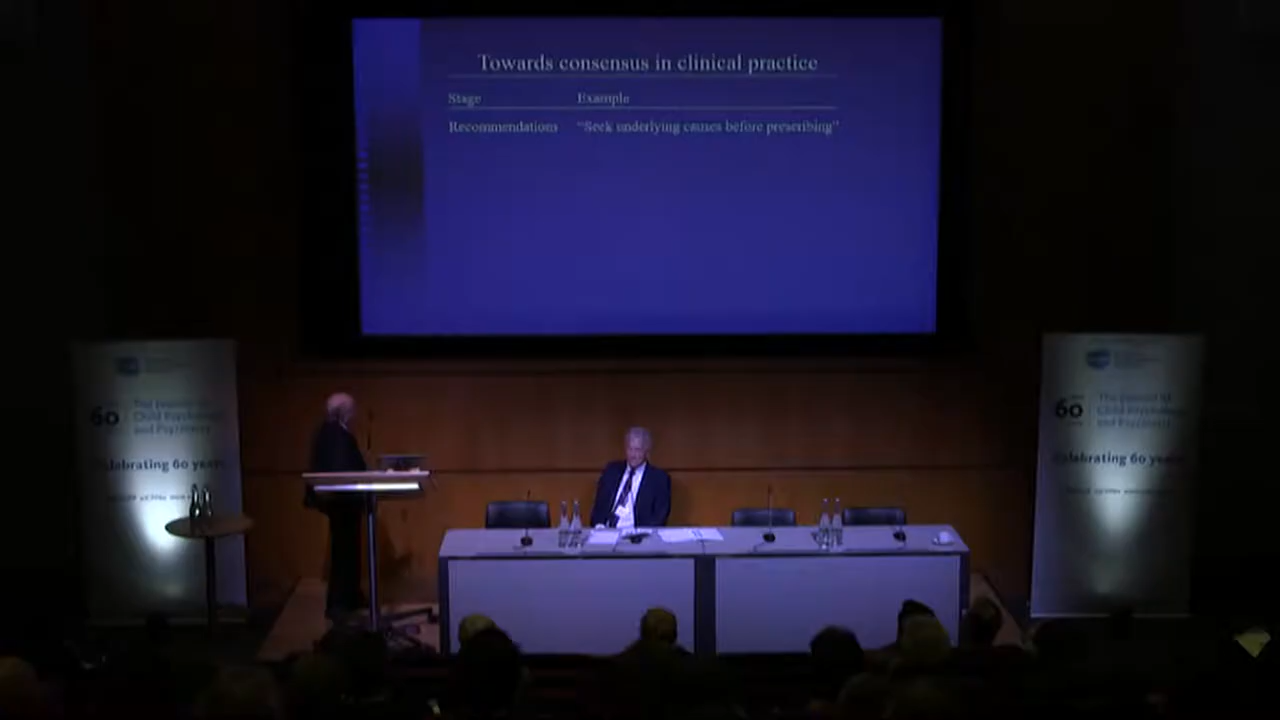 Towards consensus in clinical practice
Stage Example
Recommendations "Seek underlying causes before prescribing"
60
The Journal of
Child Psychology
and Psychiatry
Celebrating 60 years
60
The Journal of
Child Psychology
and Psychiatry
Celebrating 60 years